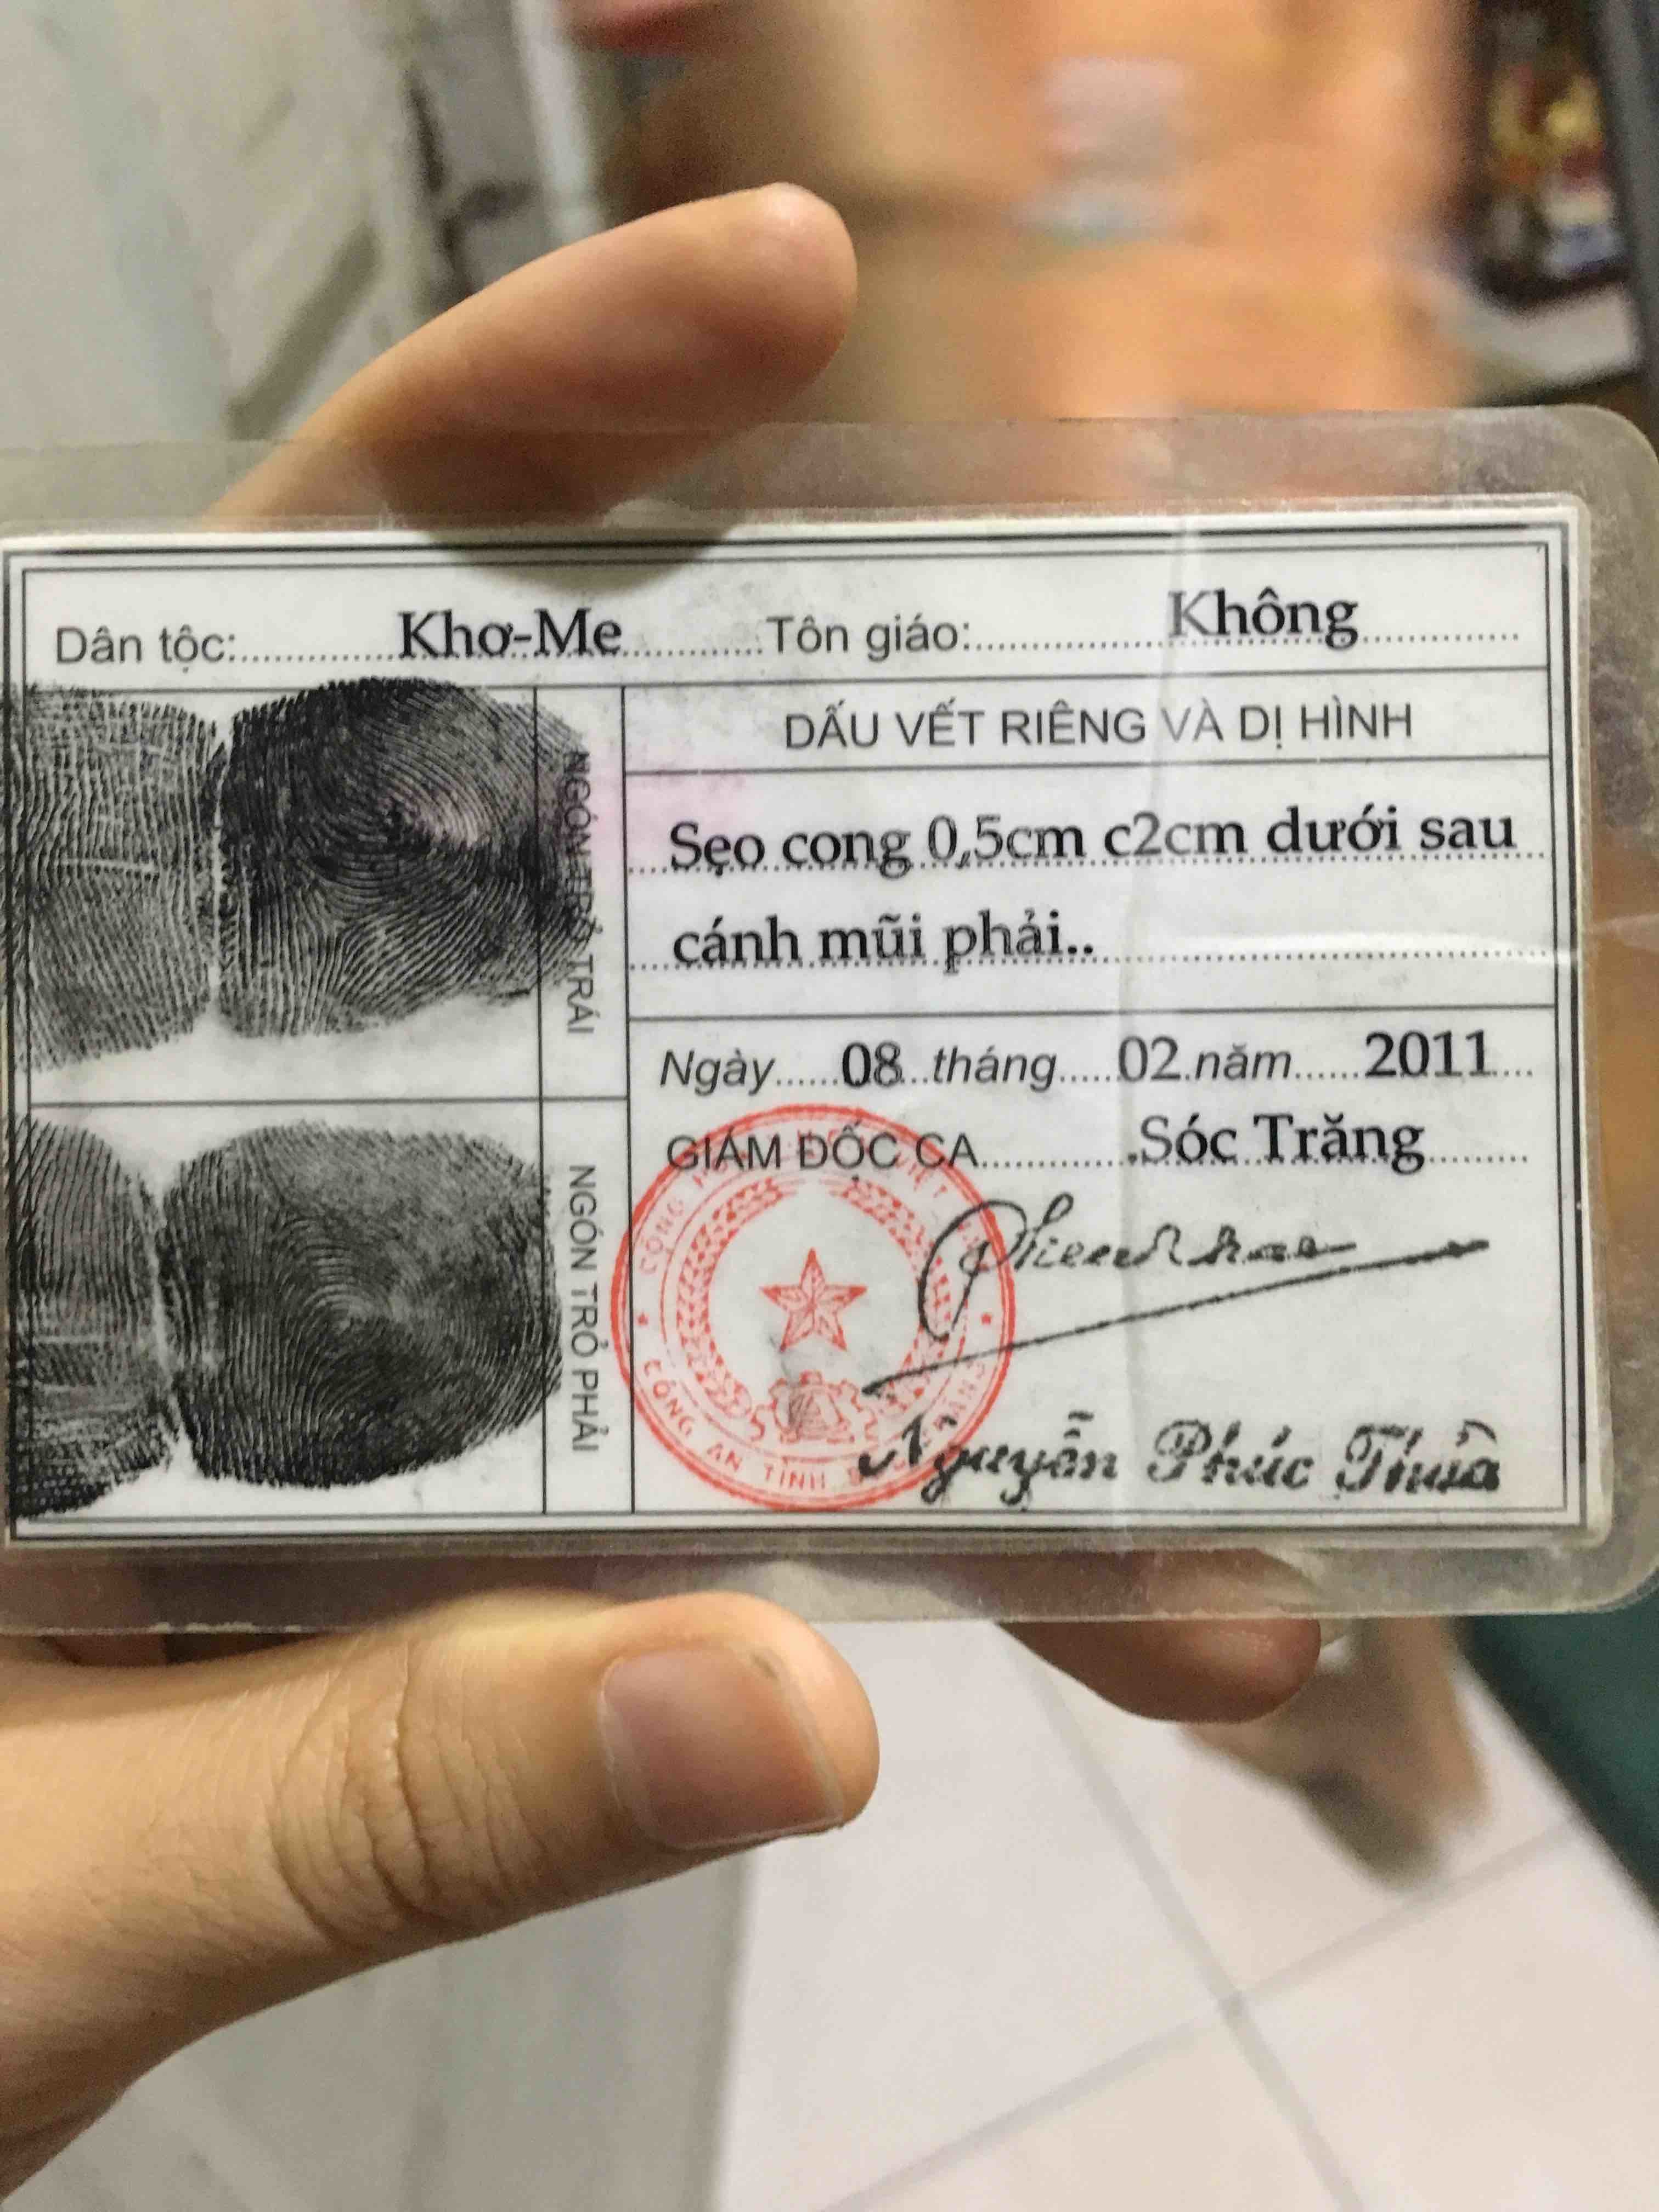 Dân tộc: Khơ-Me Tôn giáo: Không
NGÓN TRỎ TRÁI
NGÓN TRỎ PHẢI
DẤU VẾT RIÊNG VÀ DỊ HÌNH
Sẹo cong 0,5cm c2cm dưới sau
cánh mũi phải..
Ngày 08 tháng 02 năm 2011
GIÁM ĐỐC CA Sóc Trăng
CÔNG AN TỈNH
Nguyễn Phúc Thừa